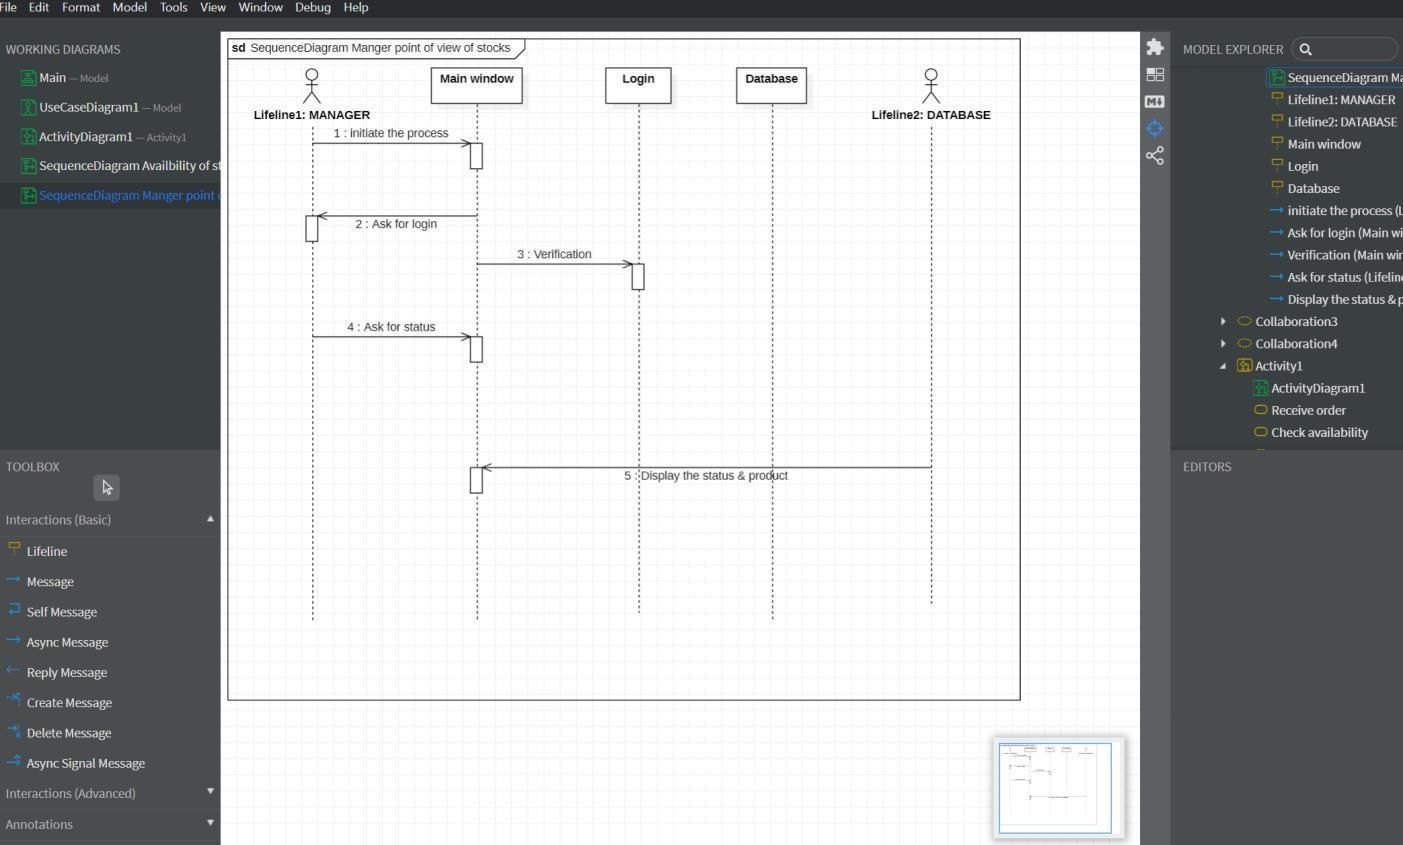 File Edit Format Model Tools View Window Debug Help
WORKING DIAGRAMS
Main — Model
UseCaseDiagram1 — Model
ActivityDiagram1 — Activity1
SequenceDiagram Availbility of st
SequenceDiagram Manger point o
TOOLBOX
Interactions (Basic)
Lifeline
Message
Self Message
Async Message
Reply Message
Create Message
Delete Message
Async Signal Message
Interactions (Advanced)
Annotations
sd SequenceDiagram Manger point of view of stocks
Main window
Login
Database
Lifeline1: MANAGER
Lifeline2: DATABASE
1 : initiate the process
2 : Ask for login
3 : Verification
4 : Ask for status
5 : Display the status & product
M
MODEL EXPLORER
SequenceDiagram Ma
Lifeline1: MANAGER
Lifeline2: DATABASE
Main window
Login
Database
initiate the process (L
Ask for login (Main wi
Verification (Main win
Ask for status (Lifeline
Display the status & p
Collaboration3
Collaboration4
Activity1
ActivityDiagram1
Receive order
Check availability
EDITORS